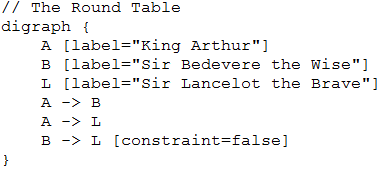 // The Round Table
digraph {
    A [label="King Arthur"]
    B [label="Sir Bedevere the Wise"]
    L [label="Sir Lancelot the Brave"]
    A -> B
    A -> L
    B -> L [constraint=false]
}